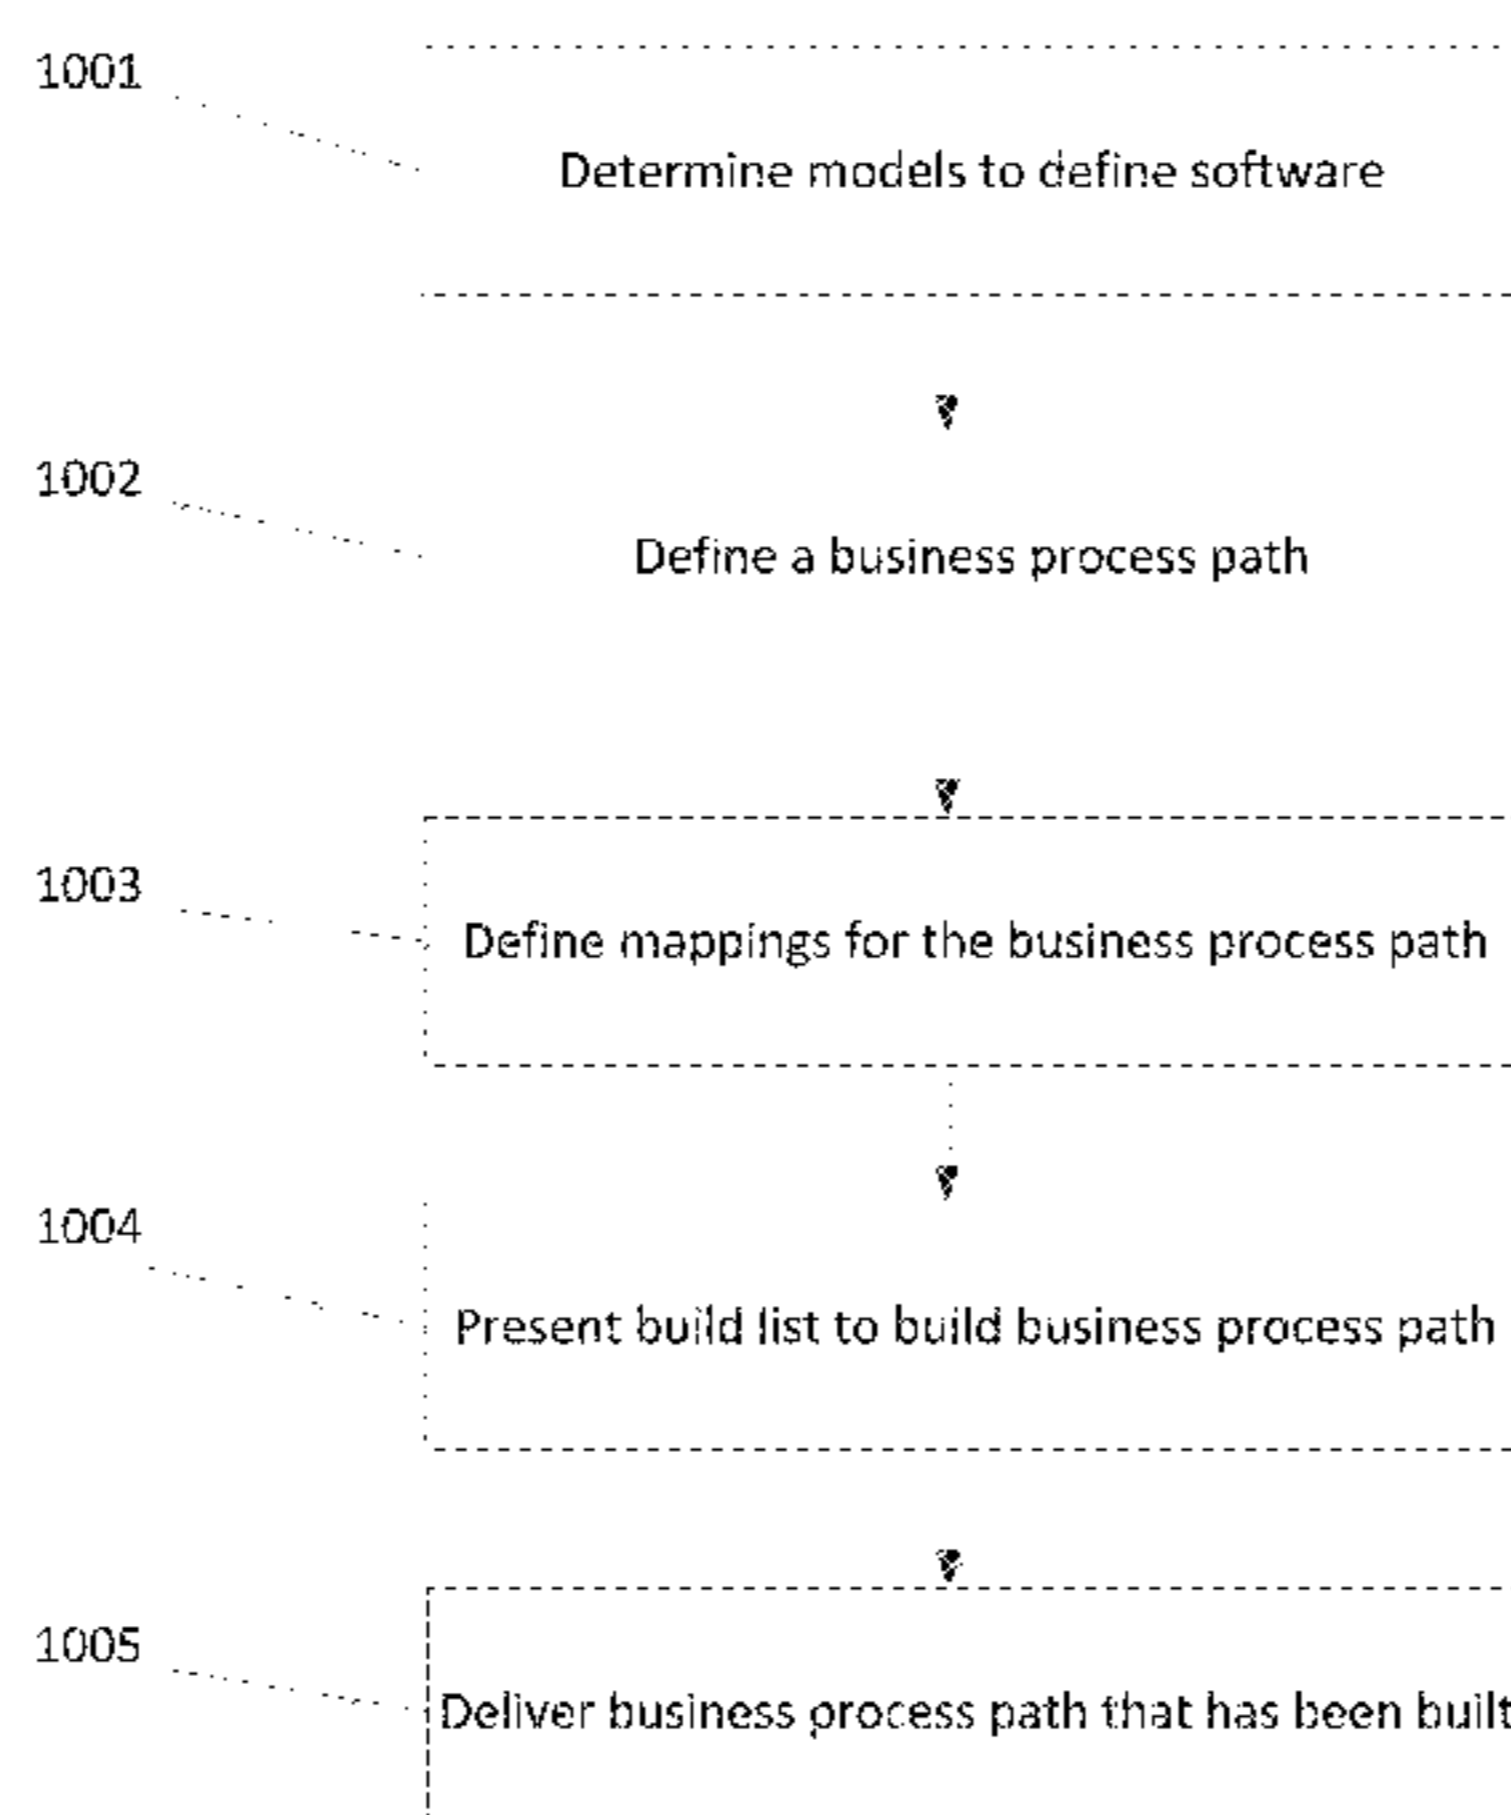 1001
Determine models to define software
1002
Define a business process path
1003
Define mappings for the business process path
1004
Present build list to build business process path
1005
Deliver business process path that has been built